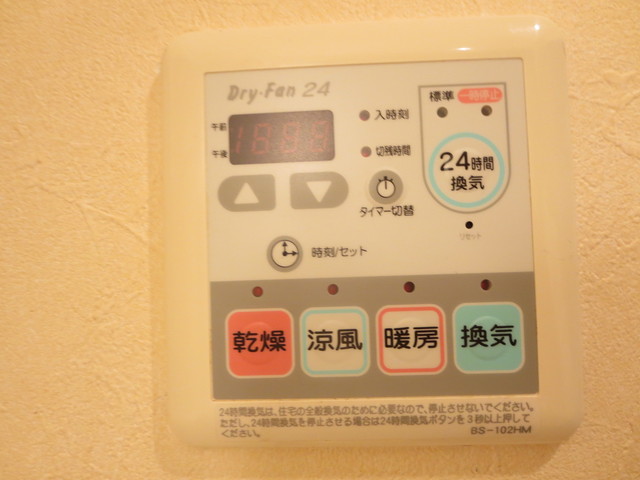 Dry-Fan 24
標準 一時停止
午前
午後
入時刻
切残時間
24時間
換気
タイマー切替
リセット
時刻/セット
乾燥 涼風 暖房 換気
24時間換気は、住宅の全般換気のために必要なので、停止させないでください。
ただし、24時間換気を停止させる場合は24時間換気ボタンを3秒以上押して
ください。
BS-102HM